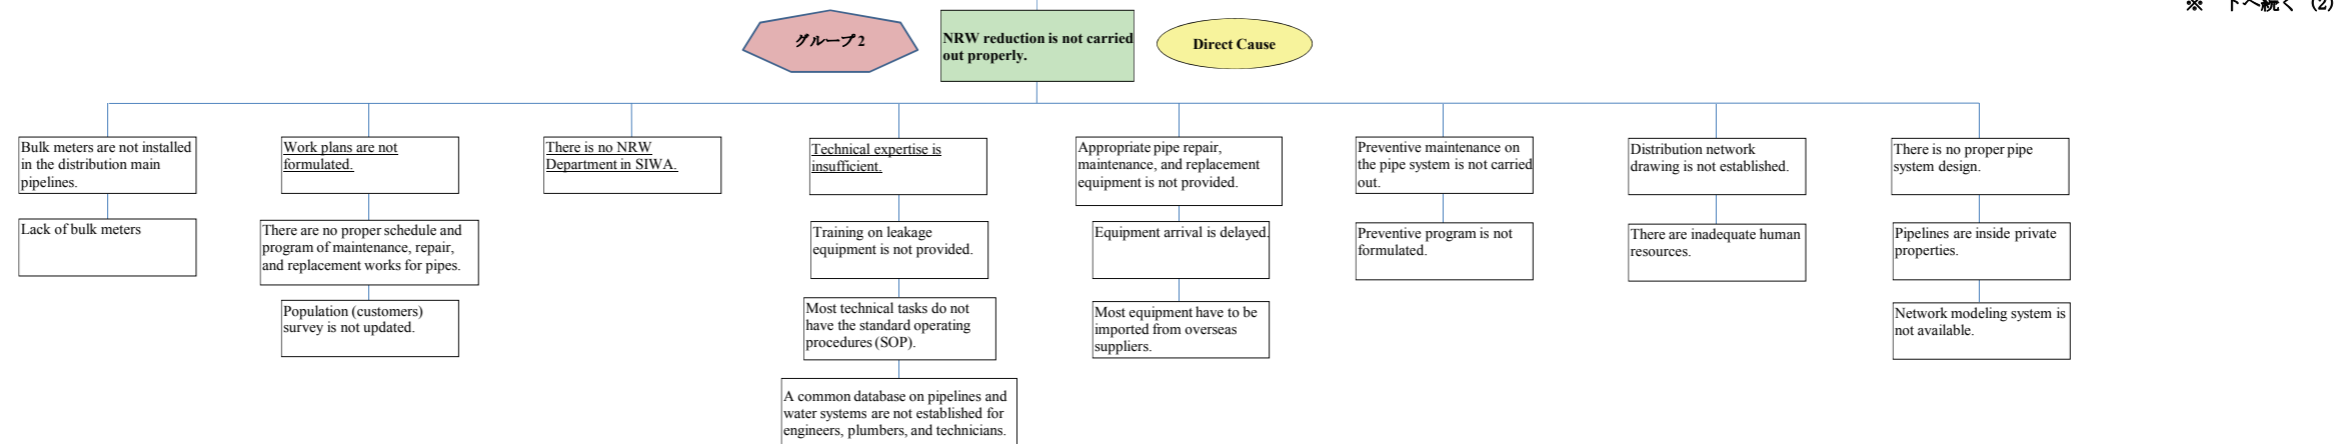 ※ 下へ続く（2）
グループ2
NRW reduction is not carried
out properly.
Direct Cause
Bulk meters are not installed
in the distribution main
pipelines.
Work plans are not
formulated.
There is no NRW
Department in SIWA.
Technical expertise is
insufficient.
Appropriate pipe repair,
maintenance, and replacement
equipment is not provided.
Preventive maintenance on
the pipe system is not carried
out.
Distribution network
drawing is not established.
There is no proper pipe
system design.
Lack of bulk meters
There are no proper schedule and
program of maintenance, repair,
and replacement works for pipes.
Training on leakage
equipment is not provided.
Equipment arrival is delayed.
Preventive program is not
formulated.
There are inadequate human
resources.
Pipelines are inside private
properties.
Population (customers)
survey is not updated.
Most technical tasks do not
have the standard operating
procedures (SOP).
Most equipment have to be
imported from overseas
suppliers.
Network modeling system is
not available.
A common database on pipelines and
water systems are not established for
engineers, plumbers, and technicians.